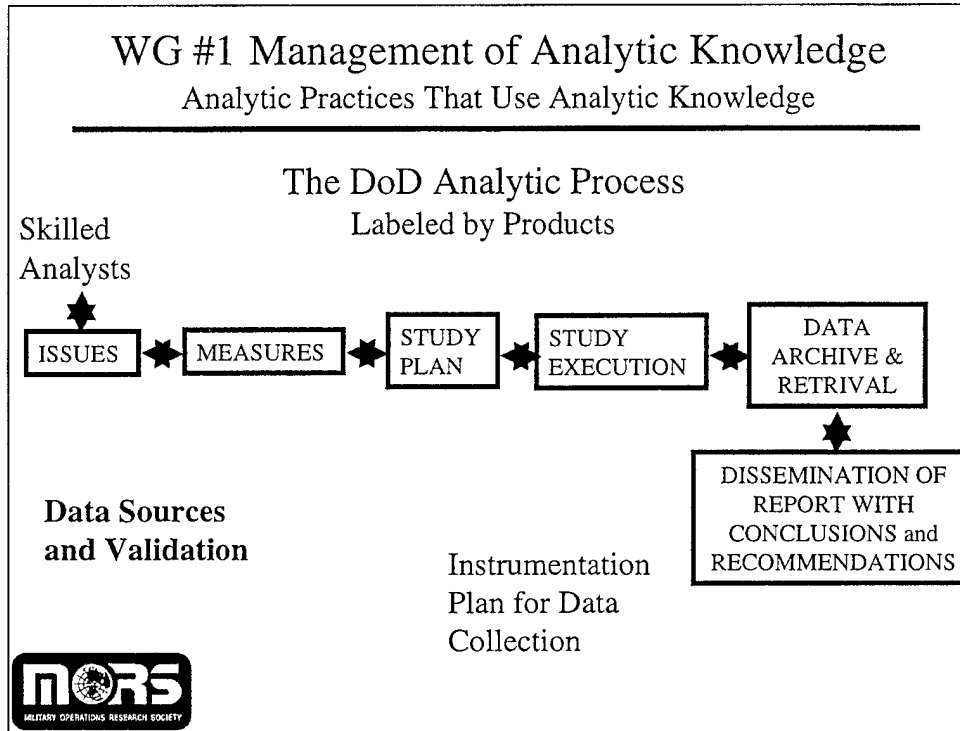 WG #1 Management of Analytic Knowledge
Analytic Practices That Use Analytic Knowledge
The DoD Analytic Process
Labeled by Products
Skilled
Analysts
ISSUES
MEASURES
STUDY
PLAN
STUDY
EXECUTION
DATA
ARCHIVE &
RETRIVAL
DISSEMINATION OF
REPORT WITH
CONCLUSIONS and
RECOMMENDATIONS
Data Sources
and Validation
Instrumentation
Plan for Data
Collection
MORS
MILITARY OPERATIONS RESEARCH SOCIETY